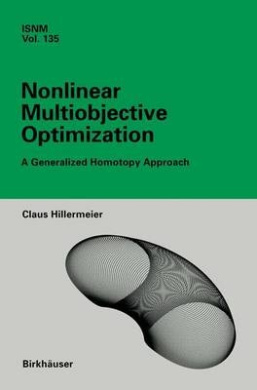 ISNM
Vol. 135
Nonlinear
Multiobjective
Optimization
A Generalized Homotopy Approach
Claus Hillermeier
Birkhäuser